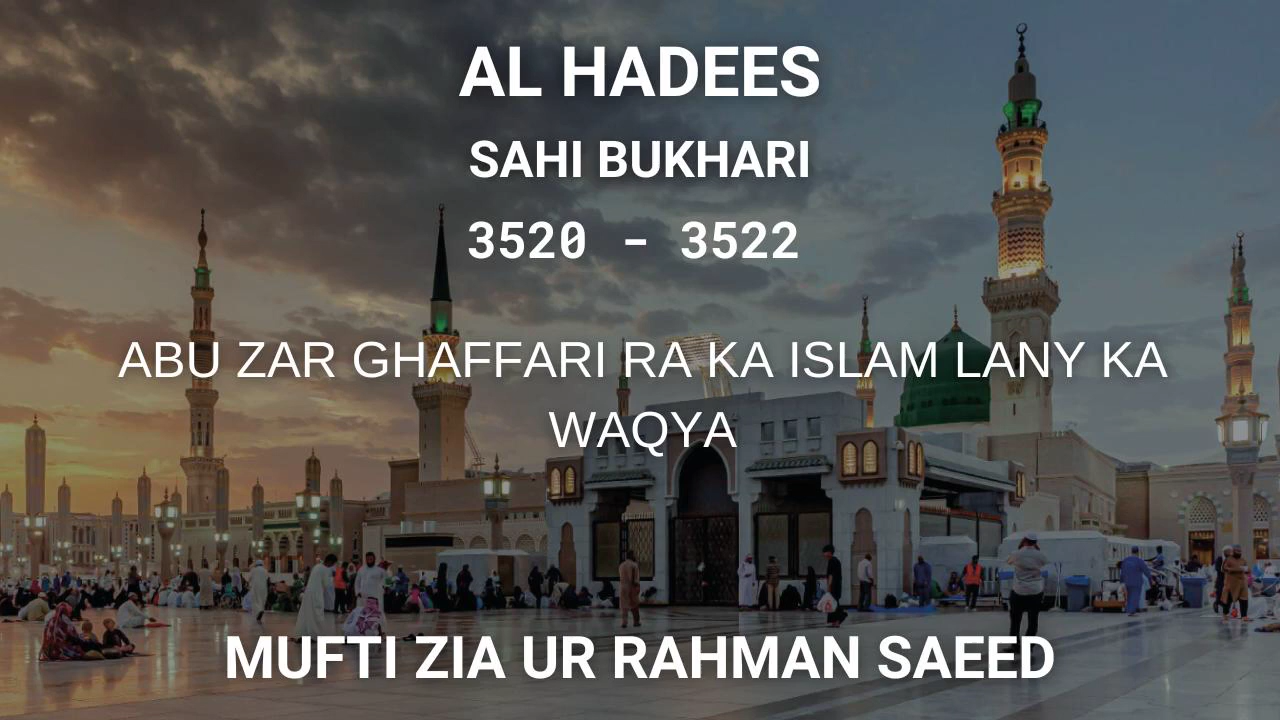 AL HADEES
SAHI BUKHARI
3520 - 3522
ABU ZAR GHAFFARI RA KA ISLAM LANY KA
WAQYA
MUFTI ZIA UR RAHMAN SAEED